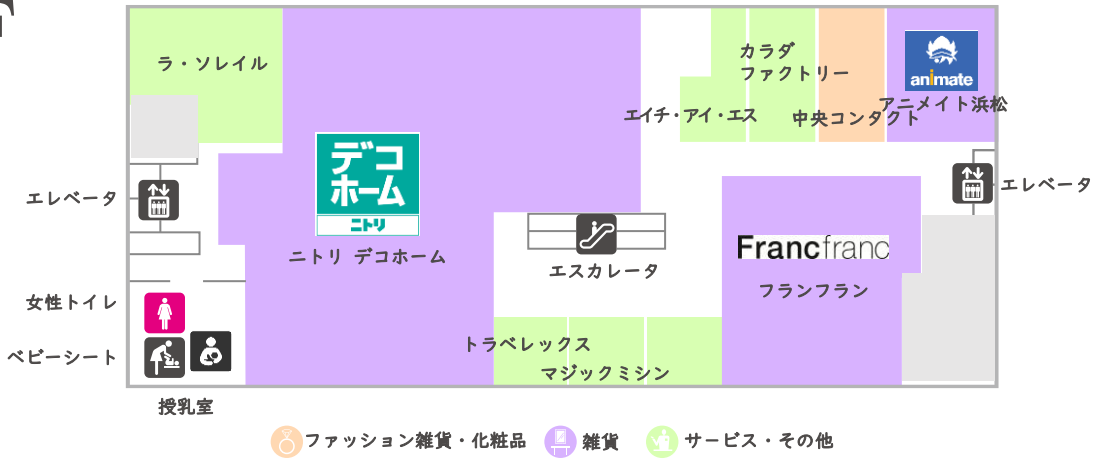 ラ・ソレイル
カラダ
ファクトリー
エイチ・アイ・エス
中央コンタクト
animate
アニメイト浜松
デコ
ホーム
ニトリ
ニトリ デコホーム
エレベータ
エレベータ
エスカレータ
Francfranc
フランフラン
女性トイレ
ベビーシート
トラベレックス
マジックミシン
授乳室
ファッション雑貨・化粧品
雑貨
サービス・その他